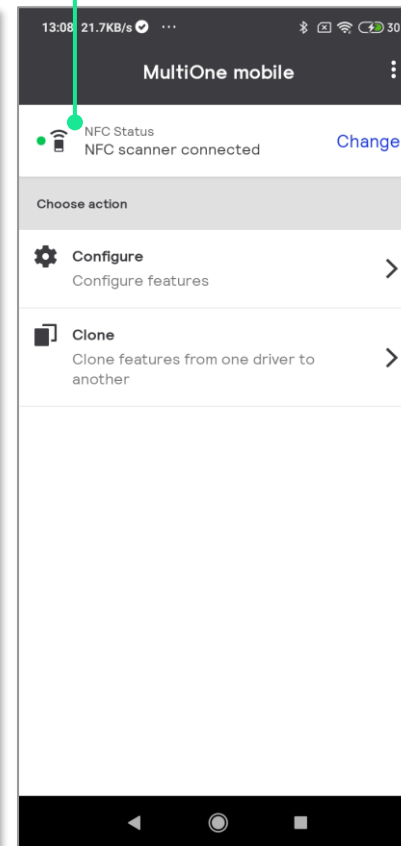 13:08 21.7KB/s ... 30
MultiOne mobile
NFC Status
NFC scanner connected
Change
Choose action
Configure
Configure features
Clone
Clone features from one driver to
another